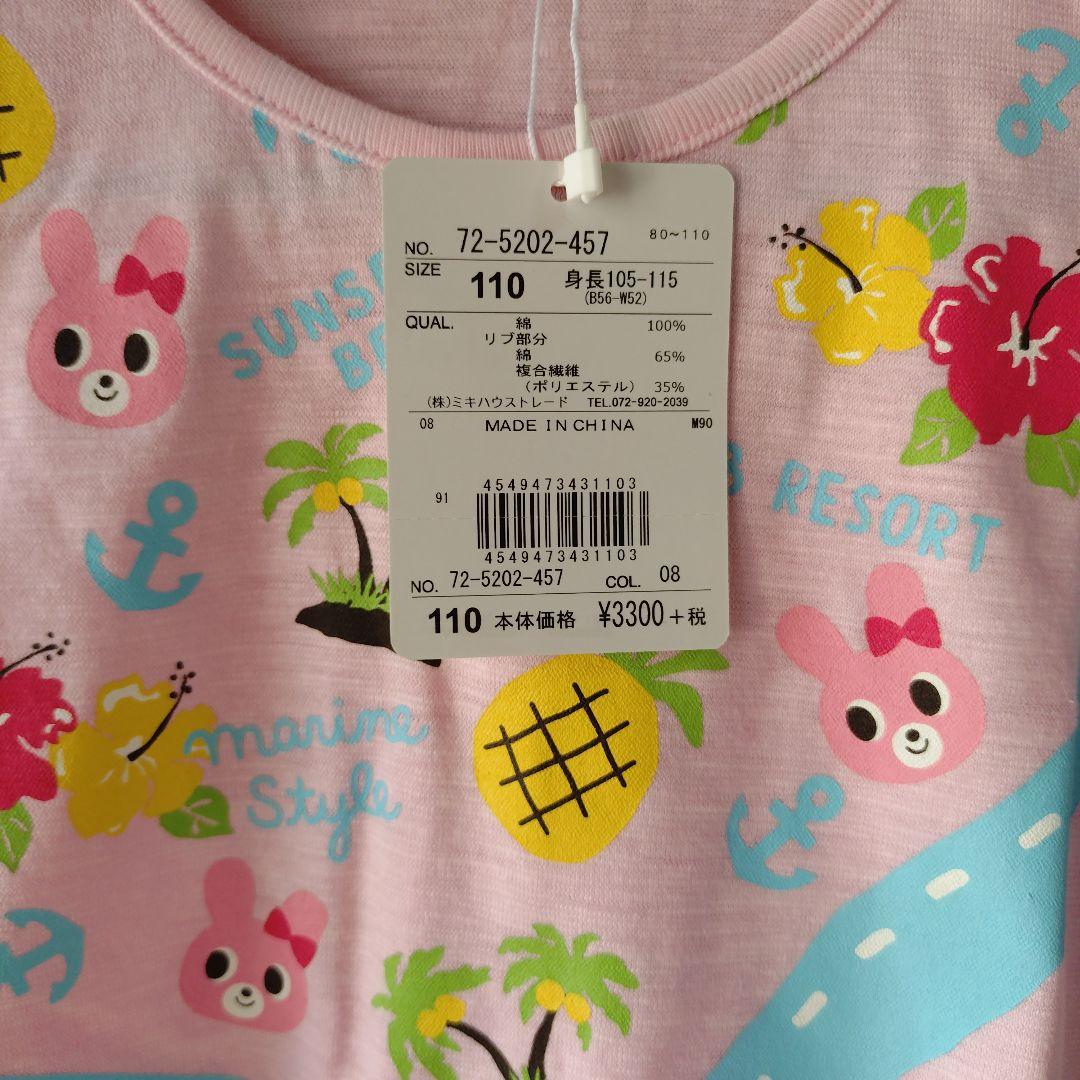 NO. 72-5202-457 80~110
SIZE 110 身長105-115
(B56-W52)
QUAL. 綿 100%
リブ部分
綿 65%
複合繊維
(ポリエステル) 35%
(株)ミキハウストレード TEL.072-920-2039
08 MADE IN CHINA M90
4549473431103
91
4549473431103
NO. 72-5202-457 COL. 08
110 本体価格 ¥3300+税
RESORT
marine
Style